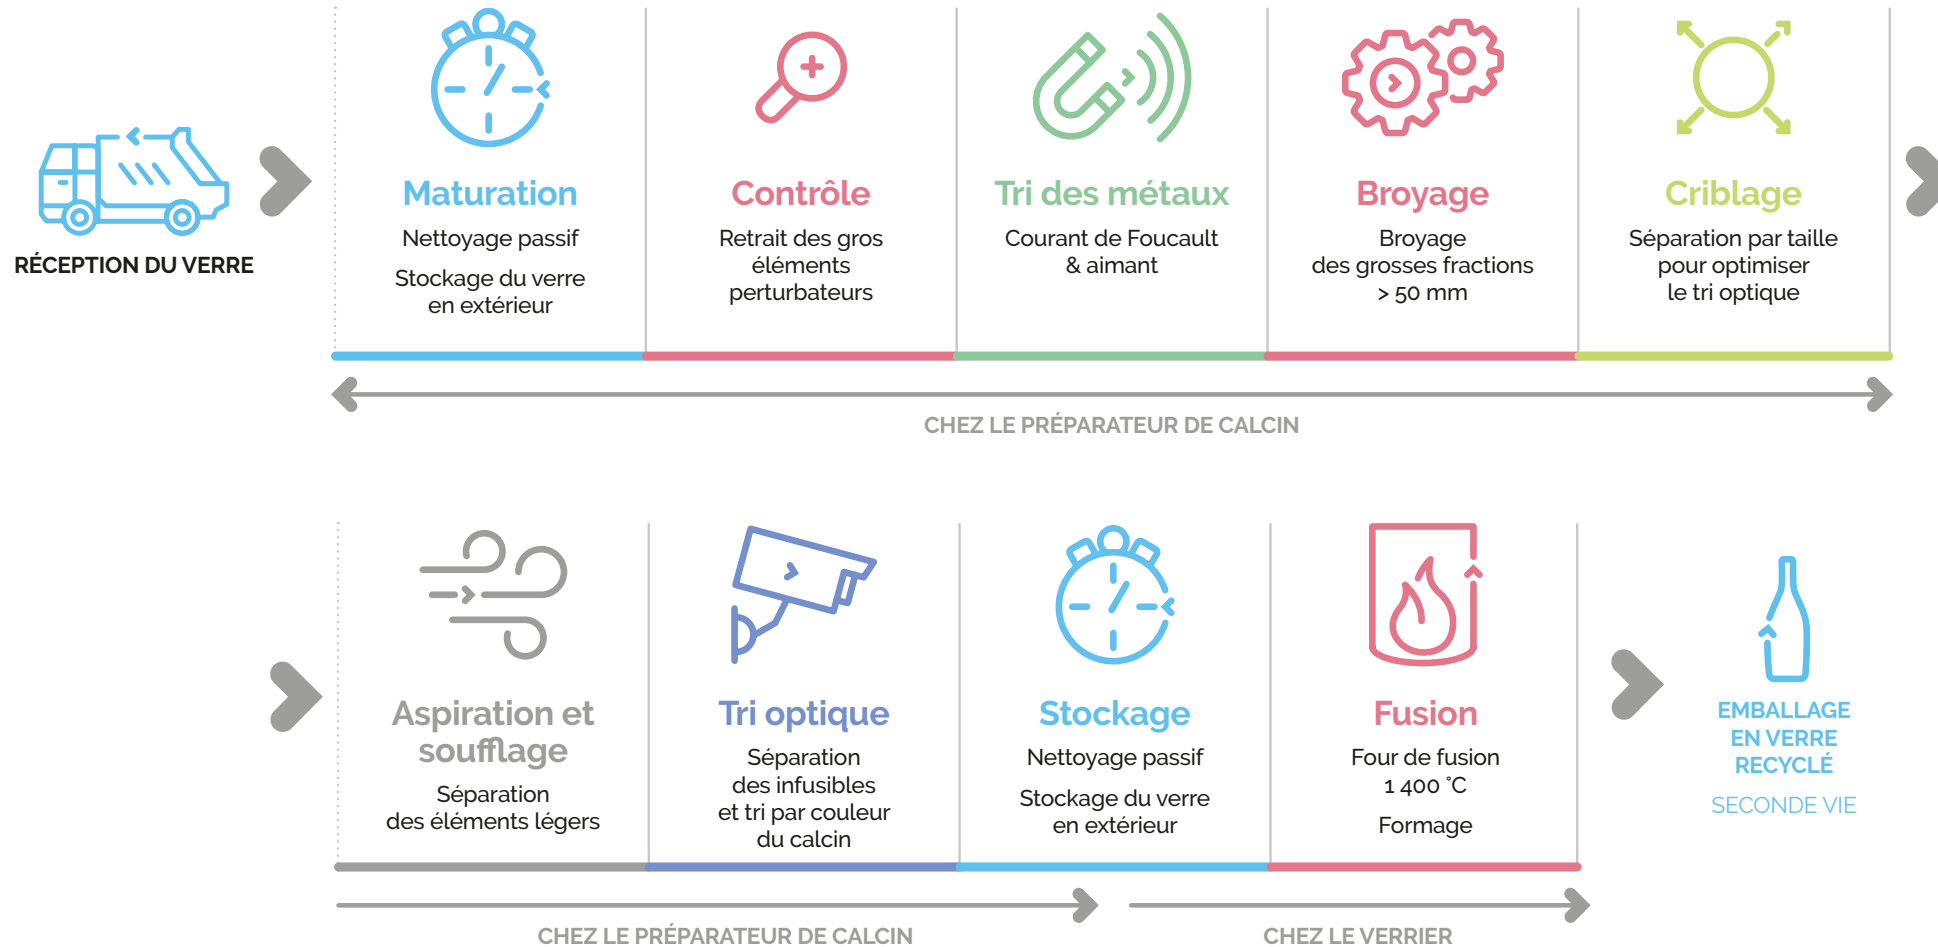 RÉCEPTION DU VERRE
Maturation
Nettoyage passif
Stockage du verre
en extérieur
Contrôle
Retrait des gros
éléments
perturbateurs
Tri des métaux
Courant de Foucault
& aimant
Broyage
Broyage
des grosses fractions
> 50 mm
Criblage
Séparation par taille
pour optimiser
le tri optique
CHEZ LE PRÉPARATEUR DE CALCIN
Aspiration et
soufflage
Séparation
des éléments légers
Tri optique
Séparation
des infusibles
et tri par couleur
du calcin
Stockage
Nettoyage passif
Stockage du verre
en extérieur
Fusion
Four de fusion
1 400 °C
Formage
EMBALLAGE
EN VERRE
RECYCLÉ
SECONDE VIE
CHEZ LE PRÉPARATEUR DE CALCIN
CHEZ LE VERRIER